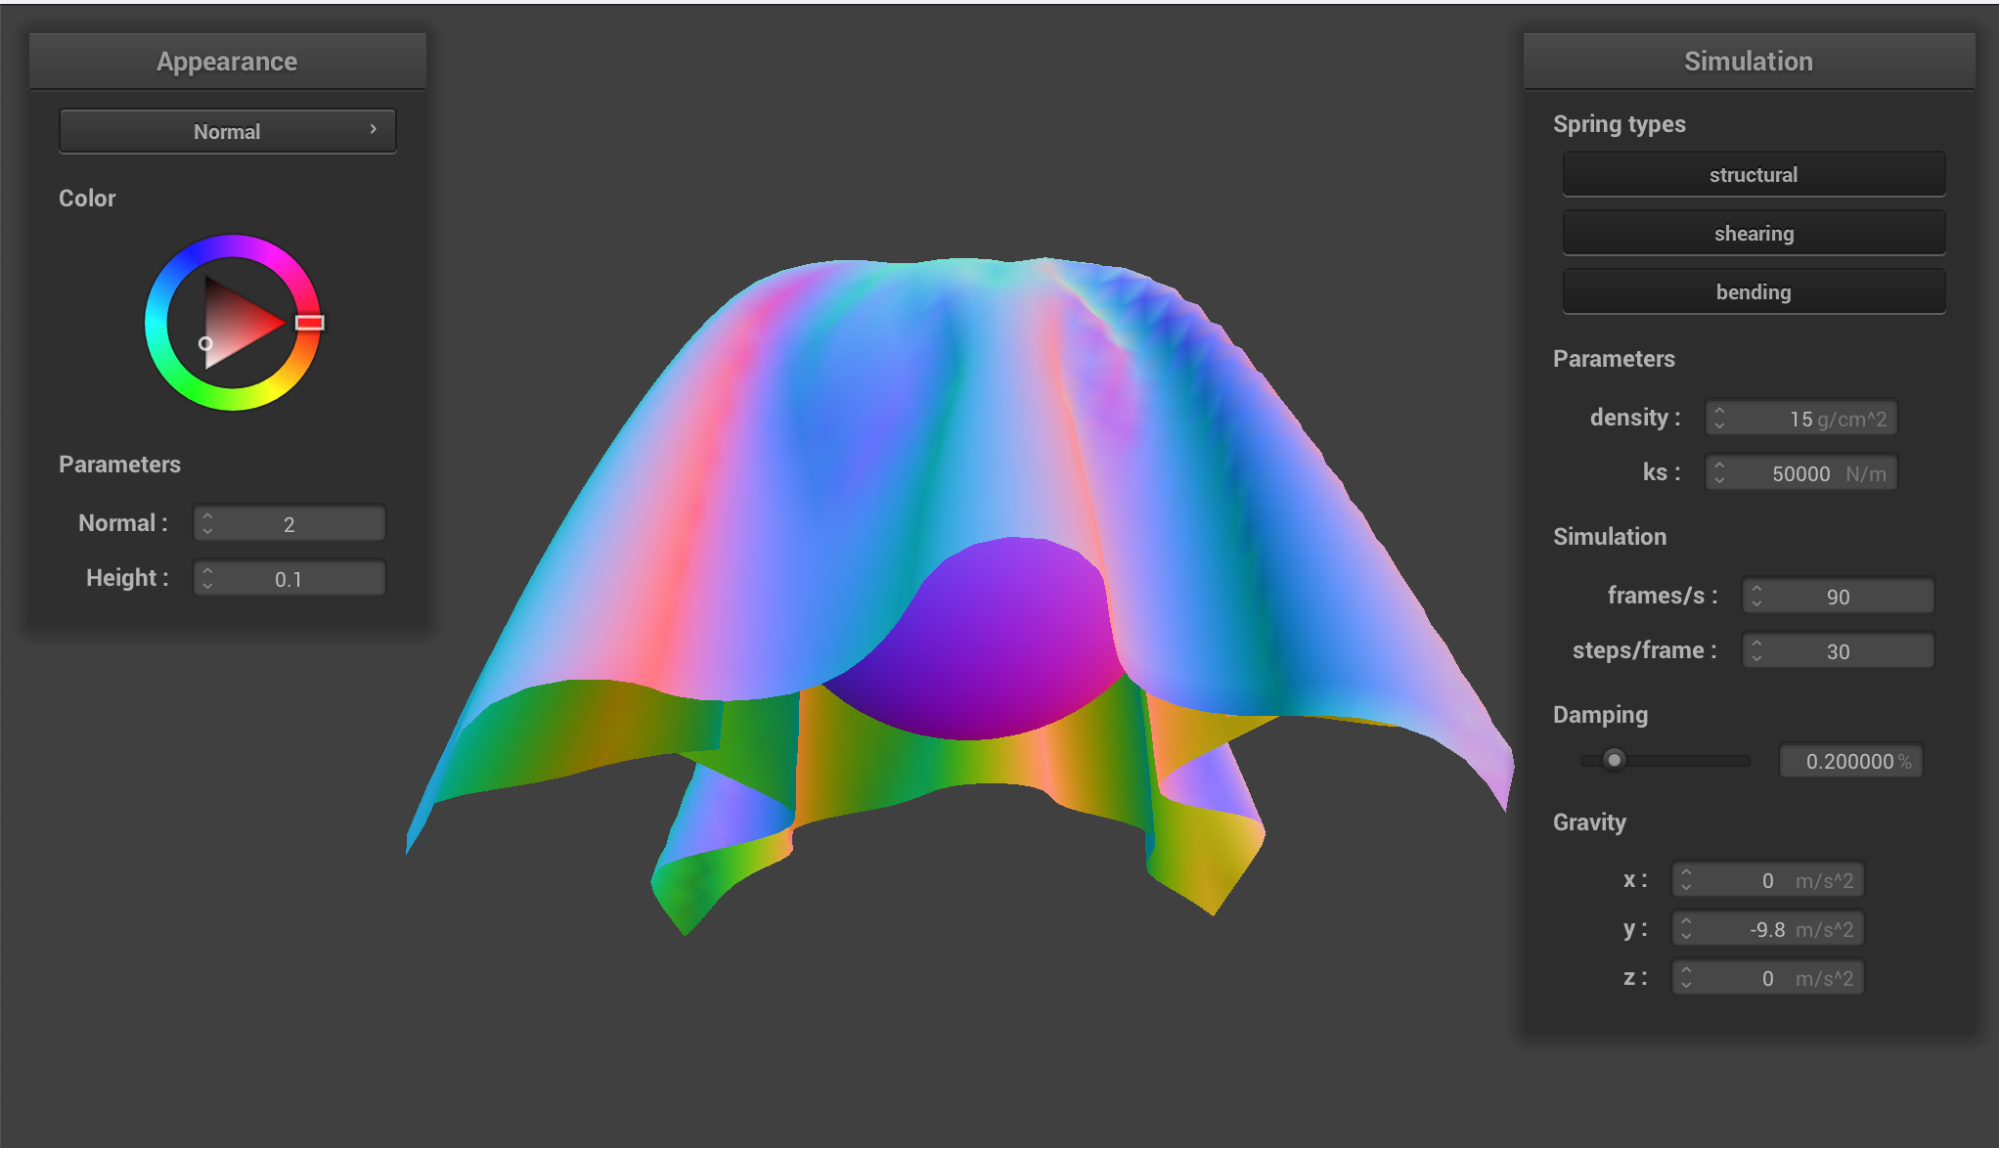 Appearance
Normal
Color
Parameters
Normal : 2
Height : 0.1
Simulation
Spring types
structural
shearing
bending
Parameters
density : 15 g/cm^2
ks : 50000 N/m
Simulation
frames/s : 90
steps/frame : 30
Damping
0.200000 %
Gravity
x : 0 m/s^2
y : -9.8 m/s^2
z : 0 m/s^2